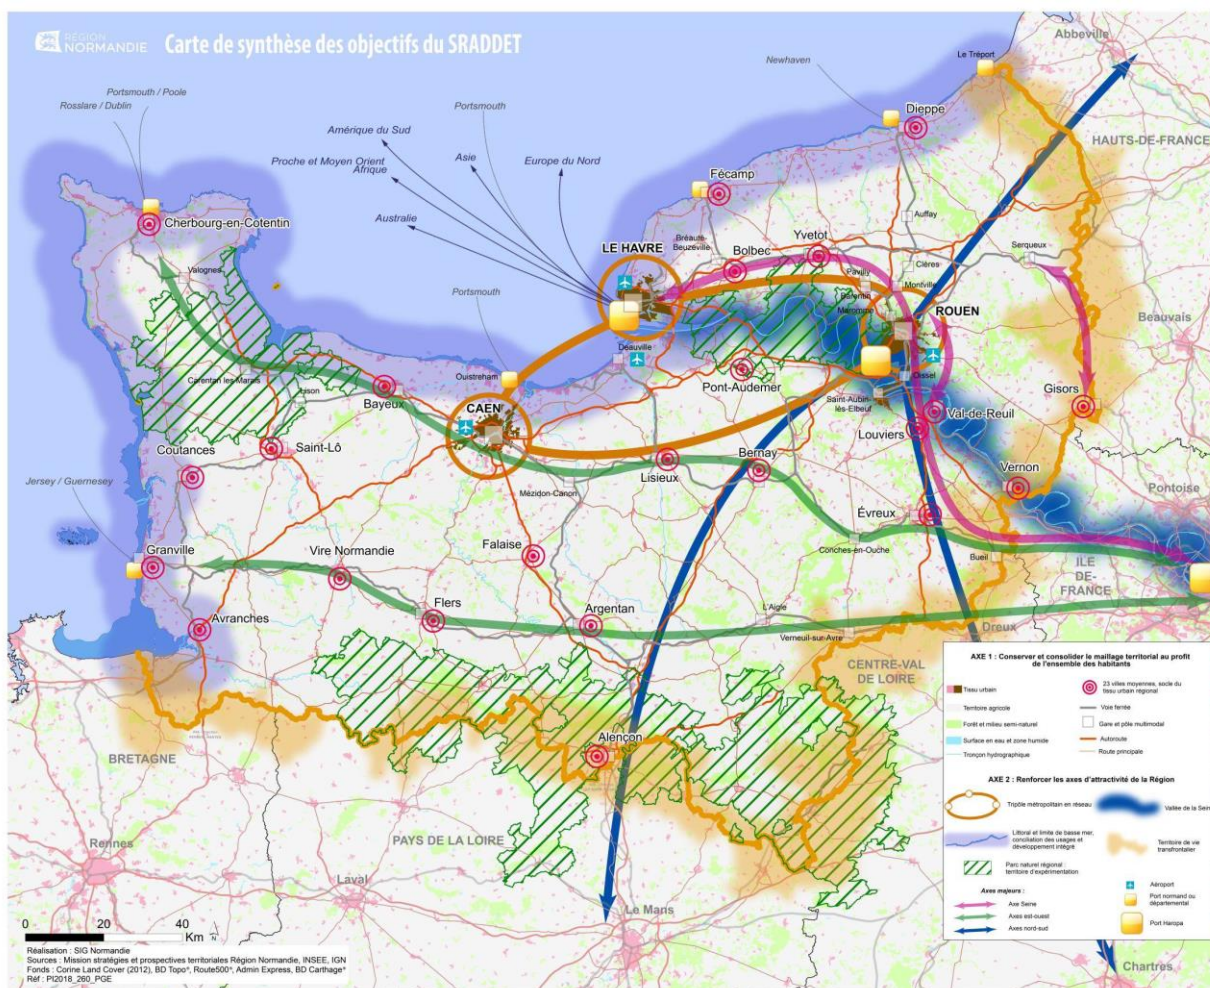 RÉGION
NORMANDIE
Carte de synthèse des objectifs du SRADDET
Abbeville
Le Tréport
Newhaven
Portsmouth / Poole
Rosslare / Dublin
Portsmouth
Dieppe
Amérique du Sud
HAUTS-DE-FRANCE
Asie
Europe du Nord
Proche et Moyen Orient
Afrique
Fécamp
Australie
Cherbourg-en-Cotentin
Auffay
Bréauté-
Beuzeville
Yvetot
LE HAVRE
Bolbec
Serqueux
Clères
Valognes
Pavilly
Montville
Barentin
Portsmouth
Maromme
ROUEN
Beauvais
Deauville
Carentan les Marais
Ouistreham
Pont-Audemer
Oissel
Lison
Saint-Aubin-
lès-Elbeuf
Gisors
Bayeux
CAEN
Val-de-Reuil
Louviers
Saint-Lô
Coutances
Bernay
Lisieux
Vernon
Jersey / Guernesey
Mézidon-Canon
Pontoise
Évreux
Granville
Vire Normandie
Falaise
Conches-en-Ouche
Bueil
ILE
DE-
FRANCE
Flers
Argentan
L'Aigle
Avranches
Verneuil-sur-Avre
Dreux
CENTRE-VAL
DE LOIRE
Alençon
BRETAGNE
PAYS DE LA LOIRE
Rennes
Laval
Le Mans
Chartres
AXE 1 : Conserver et consolider le maillage territorial au profit
de l'ensemble des habitants
Tissu urbain
23 villes moyennes, socle du
tissu urbain régional
Territoire agricole
Voie ferrée
Forêt et milieu semi-naturel
Gare et pôle multimodal
Surface en eau et zone humide
Autoroute
Tronçon hydrographique
Route principale
AXE 2 : Renforcer les axes d'attractivité de la Région
Tripôle métropolitain en réseau
Vallée de la Sein
Littoral et limite de basse mer,
conciliation des usages et
développement intégré
Territoire de vie
transfrontalier
Parc naturel régional :
territoire d'expérimentation
Axes majeurs :
Aéroport
Axe Seine
Port normand ou
départemental
Axes est-ouest
Axes nord-sud
Port Haropa
0 20 40
Km
N
Réalisation : SIG Normandie
Sources : Mission stratégies et prospectives territoriales Région Normandie, INSEE, IGN
Fonds : Corine Land Cover (2012), BD Topo®, Route500®, Admin Express, BD Carthage®
Réf : PI2018_260_PGE